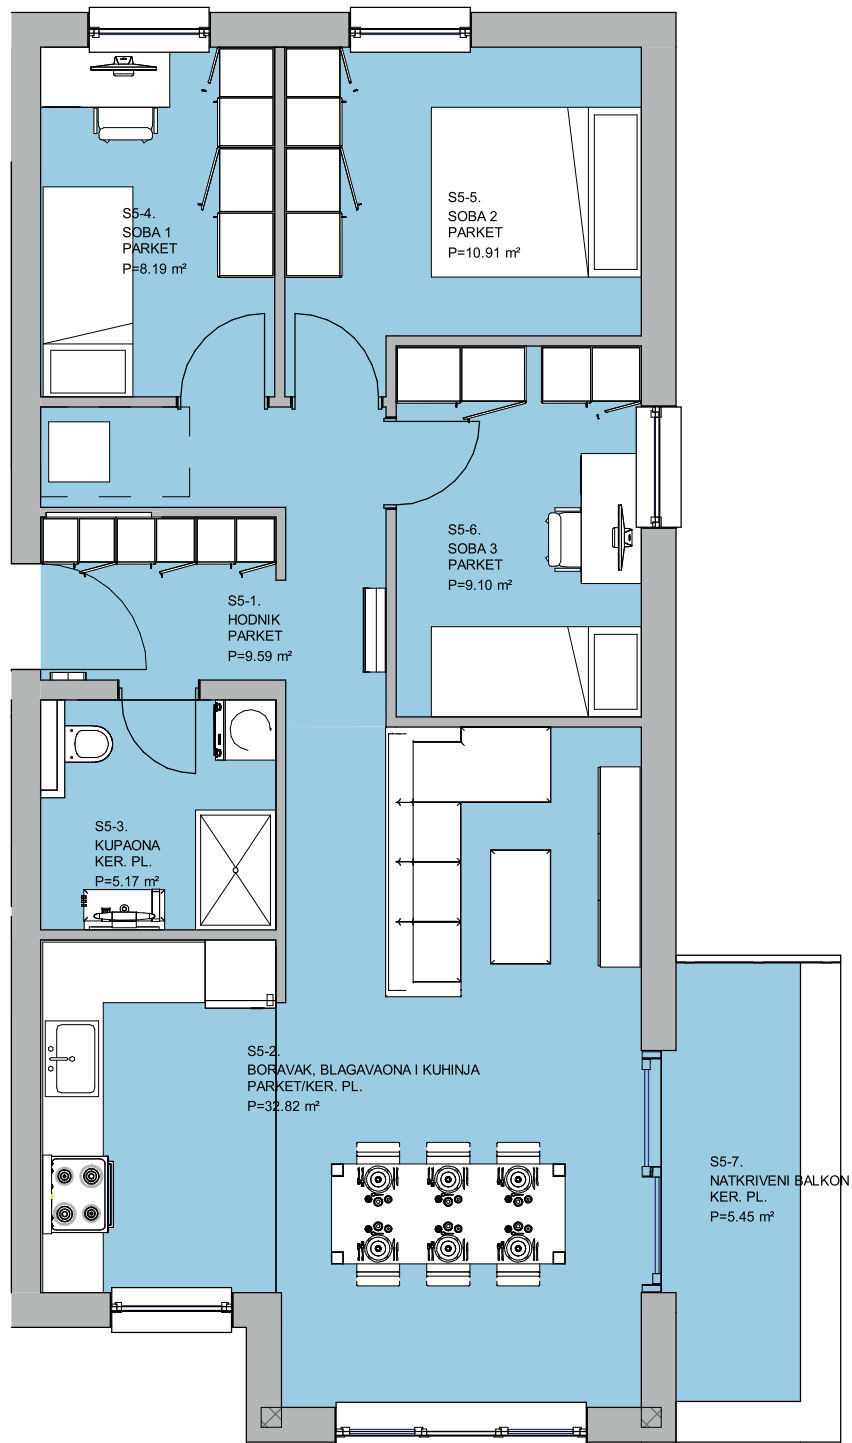 S5-4.
SOBA 1
PARKET
P=8.19 m²
S5-5.
SOBA 2
PARKET
P=10.91 m²
S5-6.
SOBA 3
PARKET
P=9.10 m²
S5-1.
HODNIK
PARKET
P=9.59 m²
S5-3.
KUPAONA
KER. PL.
P=5.17 m²
S5-2.
BORAVAK, BLAGAVAONA I KUHINJA
PARKET/KER. PL.
P=32.82 m²
S5-7.
NATKRIVENI BALKON
KER. PL.
P=5.45 m²